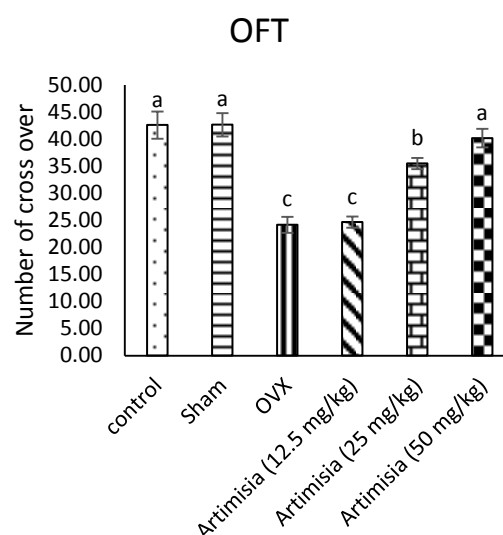 OFT
Number of cross over
50.00
45.00
40.00
35.00
30.00
25.00
20.00
15.00
10.00
5.00
0.00
a
a
c
c
b
a
control
Sham
OVX
Artimisia (12.5 mg/kg)
Artimisia (25 mg/kg)
Artimisia (50 mg/kg)